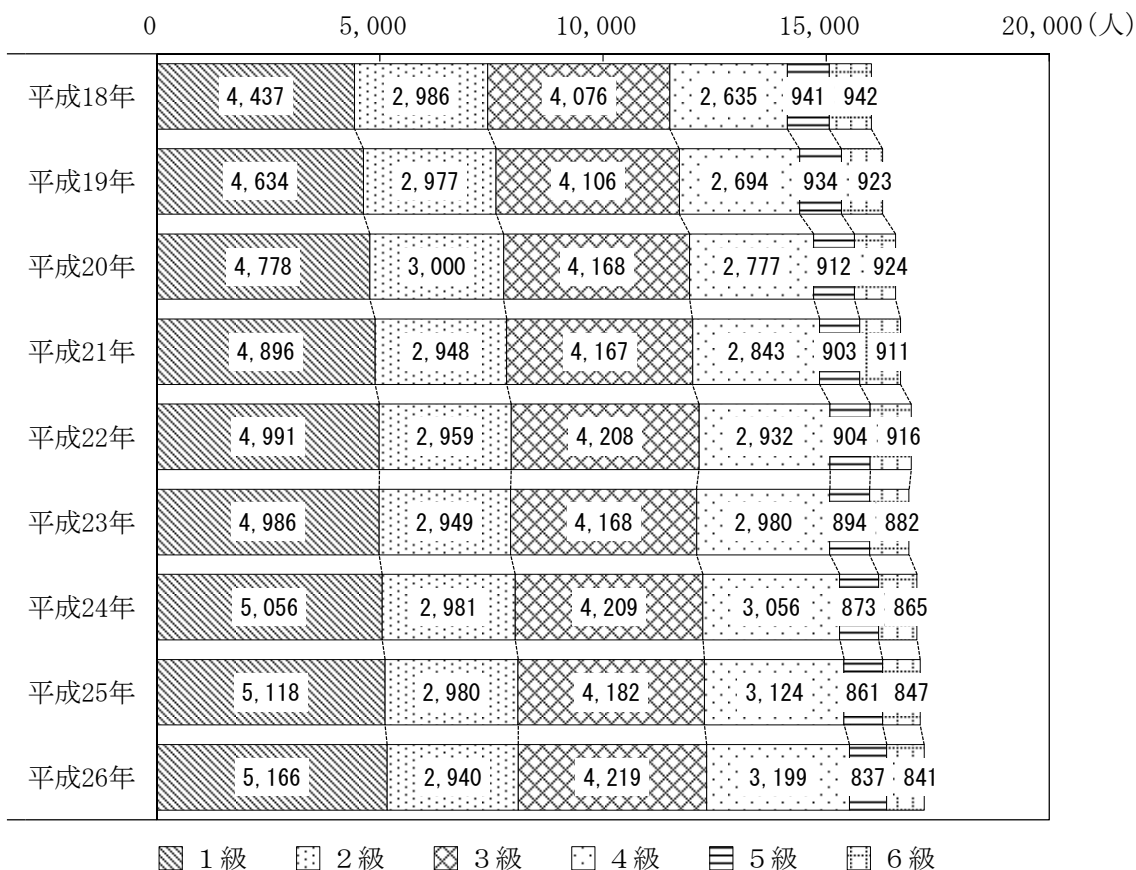 0 5,000 10,000 15,000 20,000(人)
平成18年 4,437 2,986 4,076 2,635 941 942
平成19年 4,634 2,977 4,106 2,694 934 923
平成20年 4,778 3,000 4,168 2,777 912 924
平成21年 4,896 2,948 4,167 2,843 903 911
平成22年 4,991 2,959 4,208 2,932 904 916
平成23年 4,986 2,949 4,168 2,980 894 882
平成24年 5,056 2,981 4,209 3,056 873 865
平成25年 5,118 2,980 4,182 3,124 861 847
平成26年 5,166 2,940 4,219 3,199 837 841
1級 2級 3級 4級 5級 6級